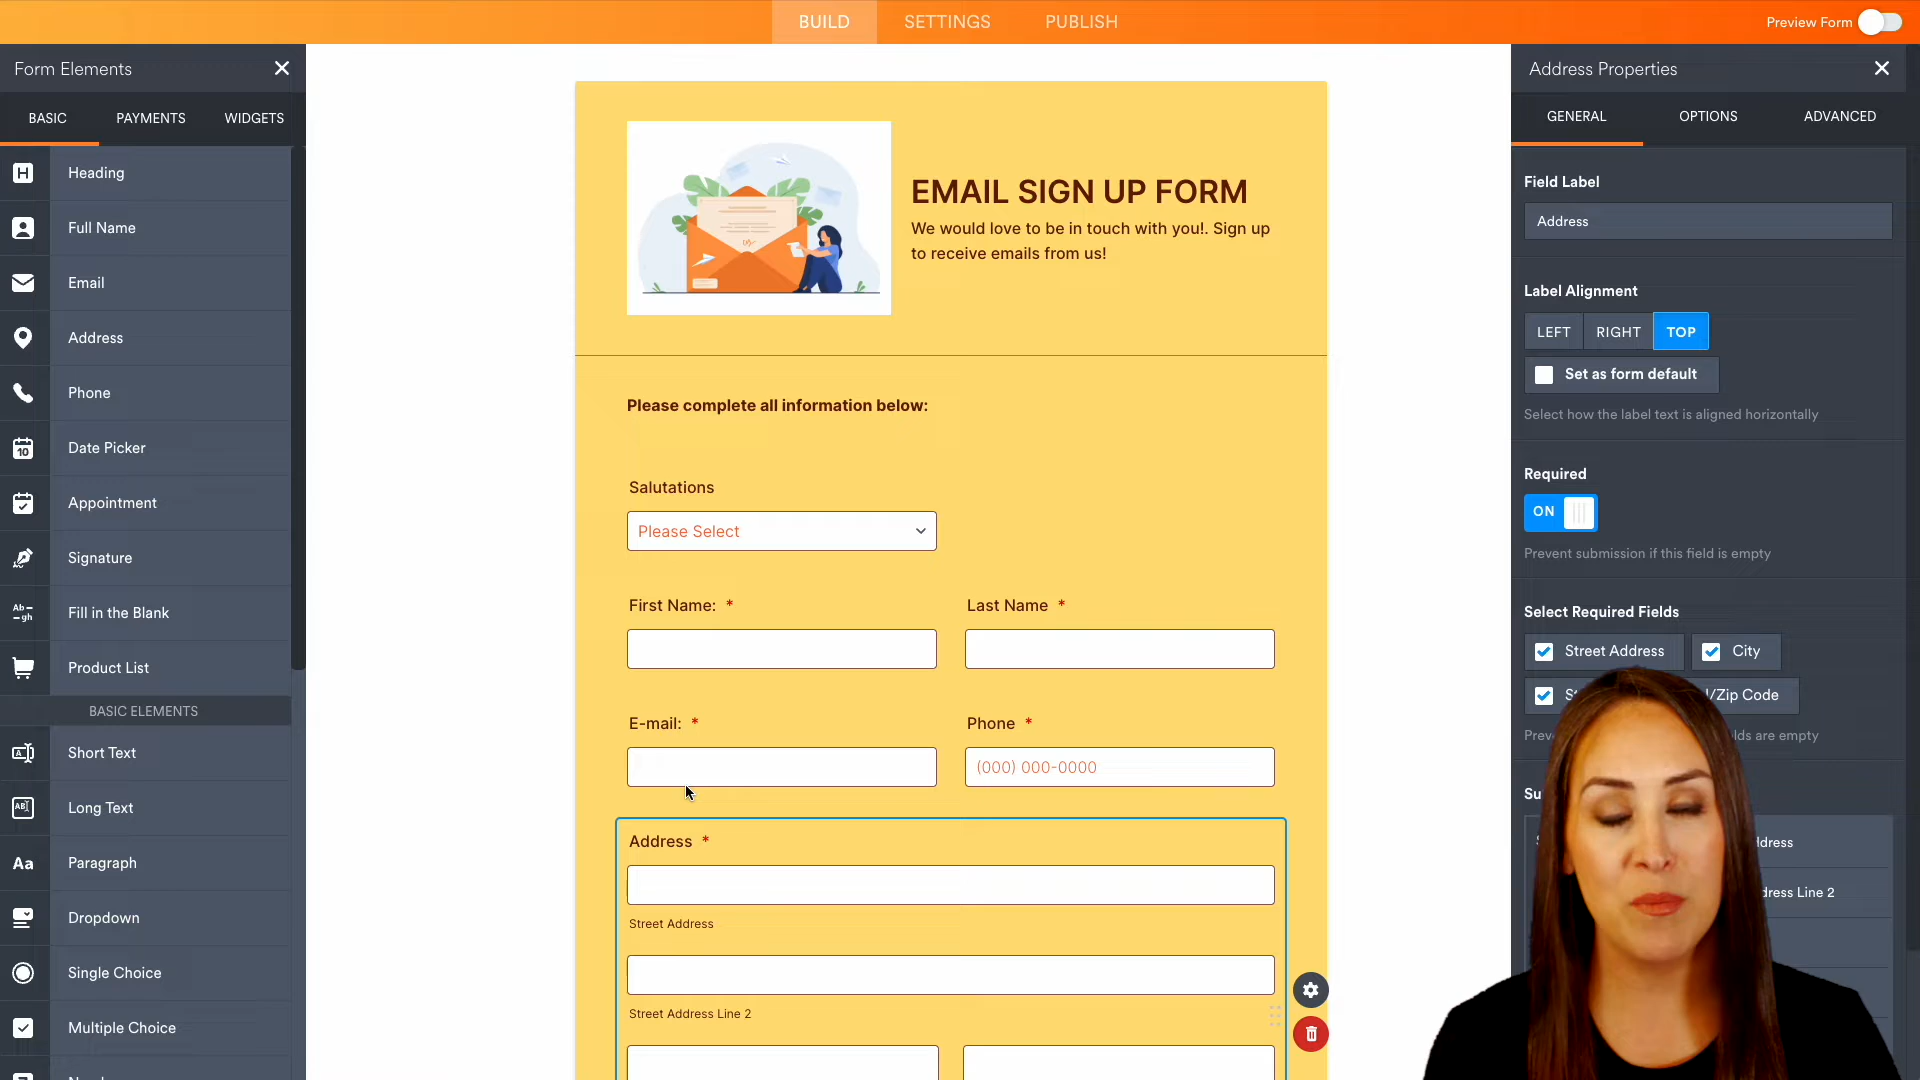 BUILD
SETTINGS
PUBLISH
Preview Form
Form Elements
BASIC
PAYMENTS
WIDGETS
Heading
Full Name
Email
Address
Phone
10
Date Picker
Appointment
Signature
Ab
gh
Fill in the Blank
Product List
BASIC ELEMENTS
Short Text
Long Text
Aa
Paragraph
Dropdown
Single Choice
Multiple Choice
EMAIL SIGN UP FORM
We would love to be in touch with you!. Sign up
to receive emails from us!
Please complete all information below:
Salutations
Please Select
First Name: *
Last Name *
E-mail: *
Phone *
(000) 000-0000
Address *
Street Address
Street Address Line 2
Address Properties
GENERAL
OPTIONS
ADVANCED
Field Label
Address
Label Alignment
LEFT
RIGHT
TOP
Set as form default
Select how the label text is aligned horizontally
Required
ON
Prevent submission if this field is empty
Select Required Fields
Street Address
City
/Zip Code
are empty
Line 2